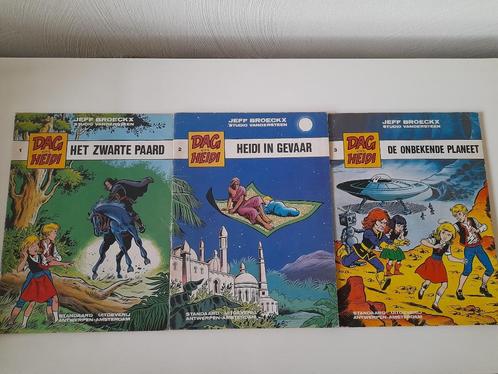 JEFF BROECKX
STUDIO VANDERSTEEN
1
DAG
HEIDI
HET ZWARTE PAARD
STANDAARD UITGEVERIJ
ANTWERPEN-AMSTERDAM
JEFF BROECKX
STUDIO VANDERSTEEN
2
DAG
HEIDI
HEIDI IN GEVAAR
STANDAARD UITGEVERIJ
ANTWERPEN-AMSTERDAM
JEFF BROECKX
STUDIO VANDERSTEEN
3
DAG
HEIDI
DE ONBEKENDE PLANEET
STANDAARD UITGEVERIJ
ANTWERPEN-AMSTERDAM